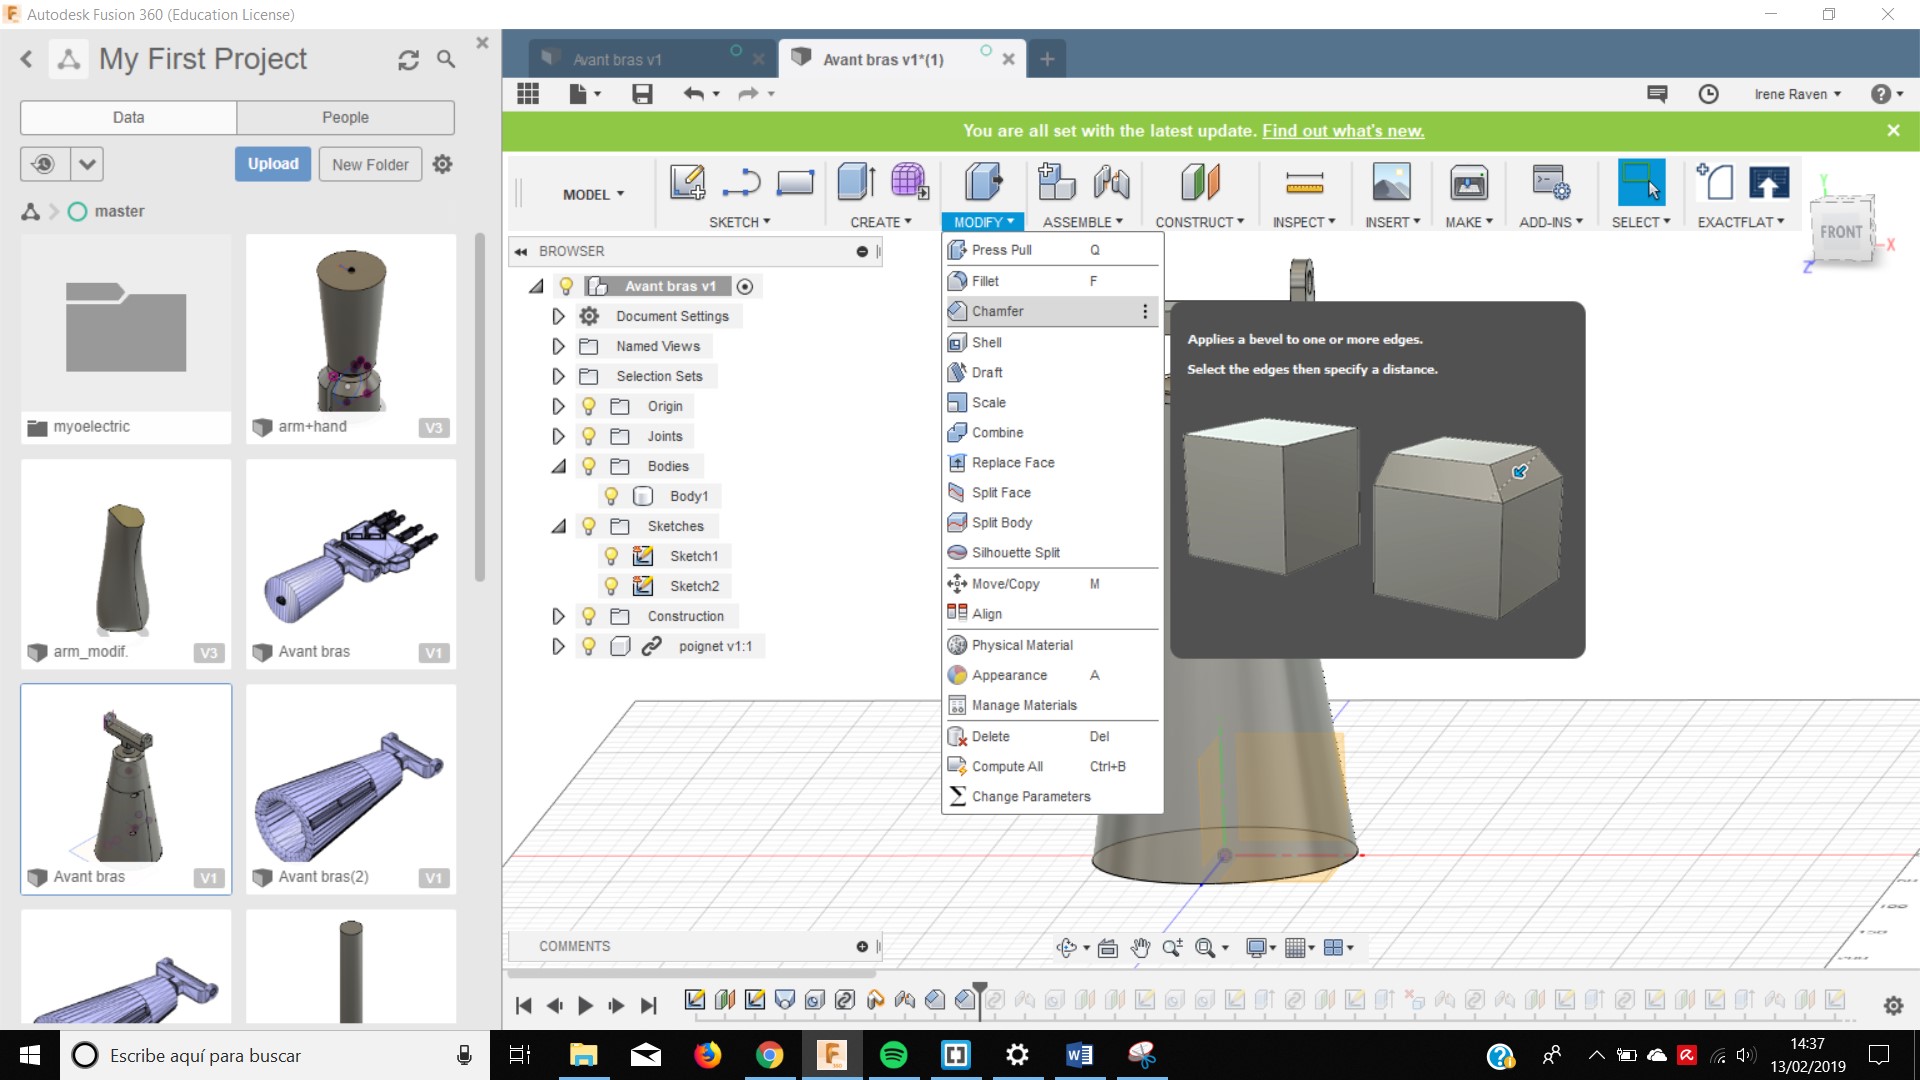 Autodesk Fusion 360 (Education License)
My First Project
Data
People
Upload
New Folder
master
myoelectric
arm+hand
V3
arm_modif.
V3
Avant bras
V1
Avant bras
V1
Avant bras(2)
V1
Avant bras v1
Avant bras v1*(1)
Irene Raven
You are all set with the latest update. Find out what's new.
MODEL
SKETCH
CREATE
MODIFY
ASSEMBLE
CONSTRUCT
INSPECT
INSERT
MAKE
ADD-INS
SELECT
EXACTFLAT
Y
FRONT
X
Z
BROWSER
Avant bras v1
Document Settings
Named Views
Selection Sets
Origin
Joints
Bodies
Body1
Sketches
Sketch1
Sketch2
Construction
poignet v1:1
Press Pull Q
Fillet F
Chamfer
Shell
Draft
Scale
Combine
Replace Face
Split Face
Split Body
Silhouette Split
Move/Copy M
Align
Physical Material
Appearance A
Manage Materials
Delete Del
Compute All Ctrl+B
Change Parameters
Applies a bevel to one or more edges.
Select the edges then specify a distance.
COMMENTS
Escribe aquí para buscar
14:37
13/02/2019